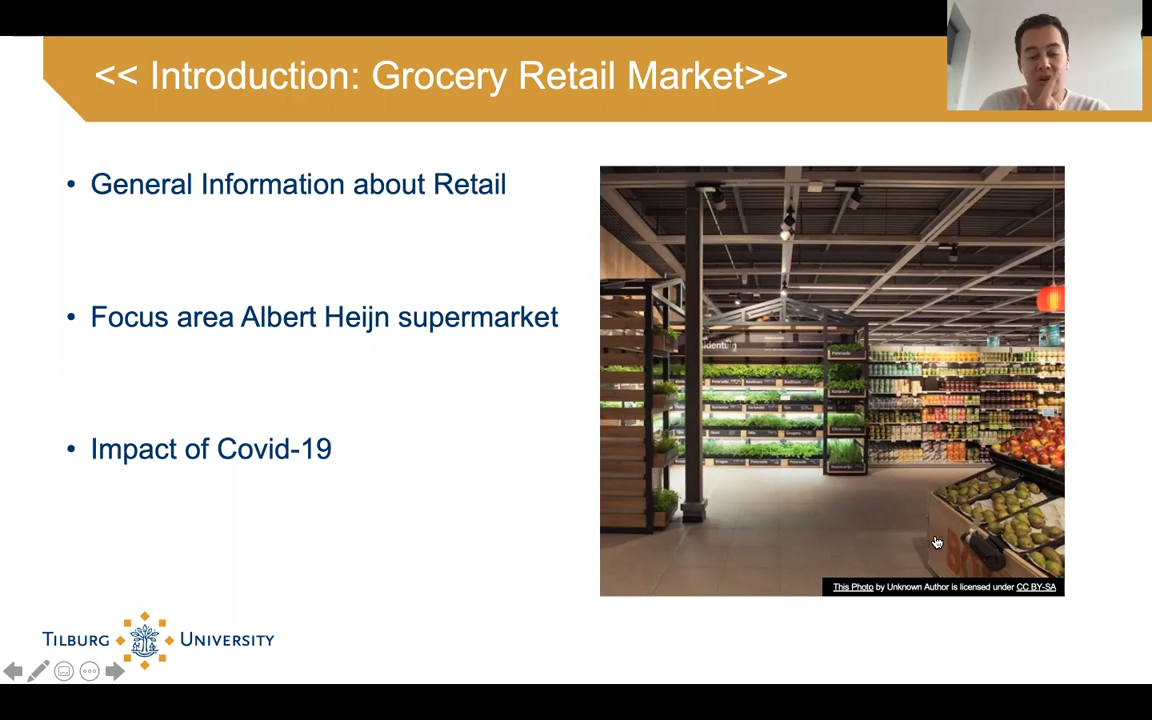 << Introduction: Grocery Retail Market>>
• General Information about Retail
• Focus area Albert Heijn supermarket
• Impact of Covid-19
This Photo by Unknown Author is licensed under CC BY-SA
TILBURG UNIVERSITY